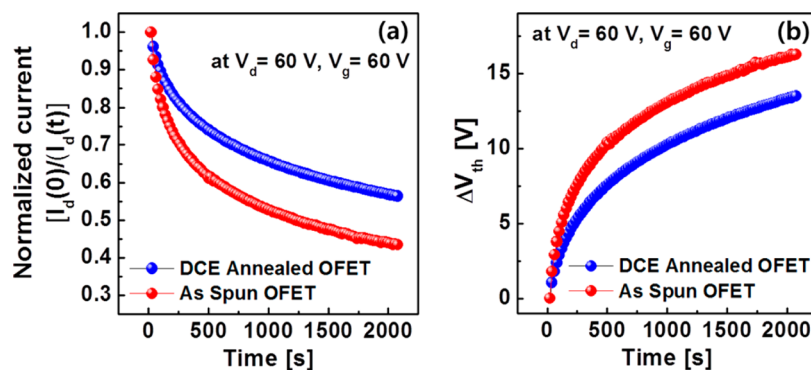 (a)
at V_d= 60 V, V_g= 60 V
Normalized current
[I_d(0)/(I_d(t)]
1.0
0.9
0.8
0.7
0.6
0.5
0.4
0.3
DCE Annealed OFET
As Spun OFET
0 500 1000 1500 2000
Time [s]
(b)
at V_d= 60 V, V_g= 60 V
ΔV_th [V]
15
10
5
0
DCE Annealed OFET
As Spun OFET
0 500 1000 1500 2000
Time [s]